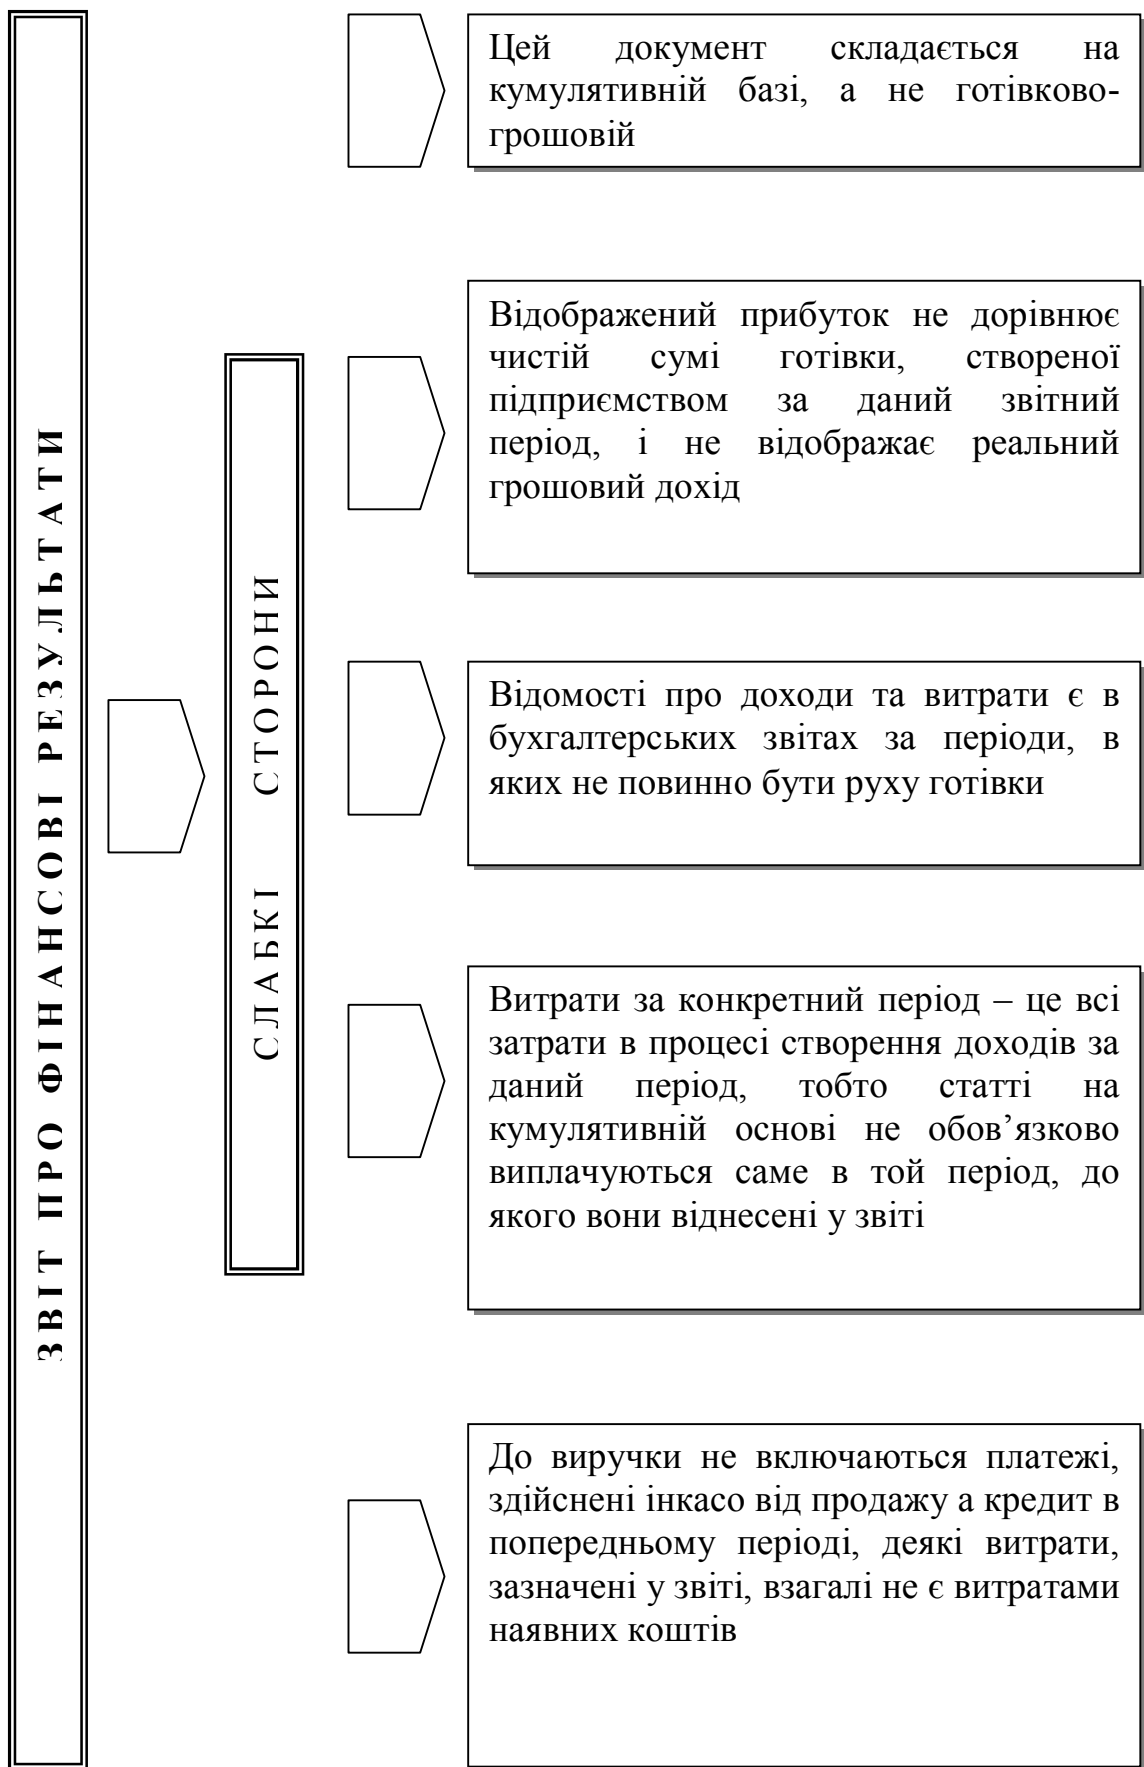 ЗВІТ ПРО ФІНАНСОВІ РЕЗУЛЬТАТИ
СЛАБКІ СТОРОНИ
Цей документ складається на
кумулятивній базі, а не готівково-
грошовій
Відображений прибуток не дорівнює
чистій сумі готівки, створеної
підприємством за даний звітний
період, і не відображає реальний
грошовий дохід
Відомості про доходи та витрати є в
бухгалтерських звітах за періоди, в
яких не повинно бути руху готівки
Витрати за конкретний період – це всі
затрати в процесі створення доходів за
даний період, тобто статті на
кумулятивній основі не обов’язково
виплачуються саме в той період, до
якого вони віднесені у звіті
До виручки не включаються платежі,
здійснені інкасо від продажу а кредит в
попередньому періоді, деякі витрати,
зазначені у звіті, взагалі не є витратами
наявних коштів